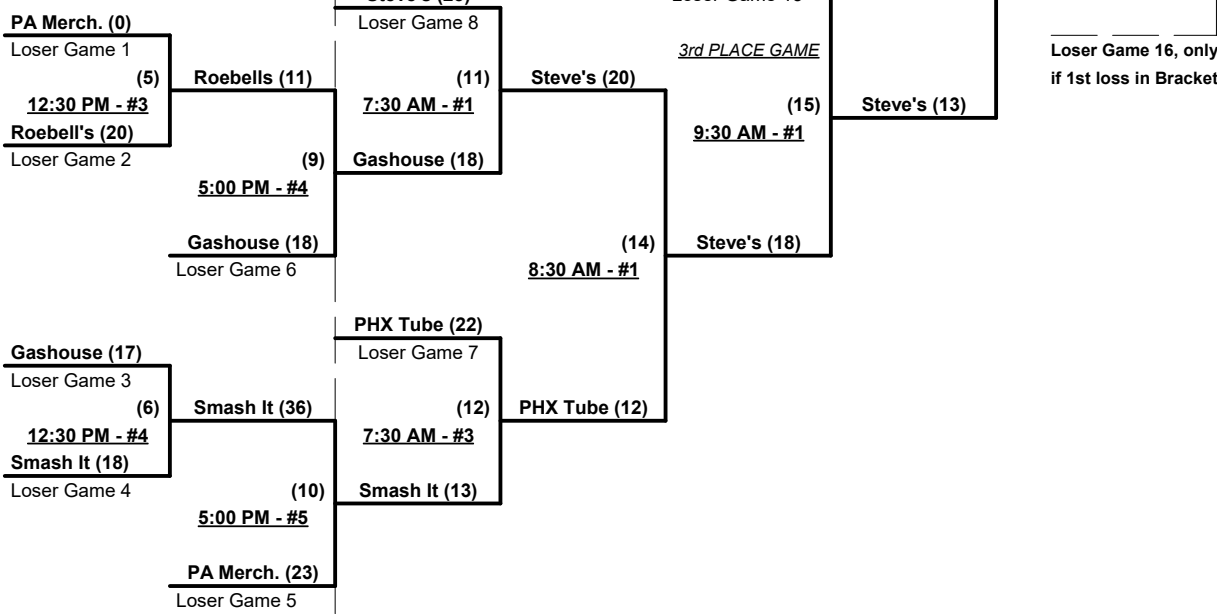 PA Merch. (0)
Loser Game 1
(5)
12:30 PM - #3
Roebell's (20)
Loser Game 2
Roebells (11)
(9)
5:00 PM - #4
Gashouse (18)
Loser Game 6
Loser Game 8
(11)
7:30 AM - #1
Gashouse (18)
Steve's (20)
(14)
8:30 AM - #1
3rd PLACE GAME
(15)
9:30 AM - #1
Steve's (18)
Steve's (13)
Loser Game 16, only
if 1st loss in Bracket
Gashouse (17)
Loser Game 3
(6)
12:30 PM - #4
Smash It (18)
Loser Game 4
Smash It (36)
(10)
5:00 PM - #5
PA Merch. (23)
Loser Game 5
PHX Tube (22)
Loser Game 7
(12)
7:30 AM - #3
Smash It (13)
PHX Tube (12)